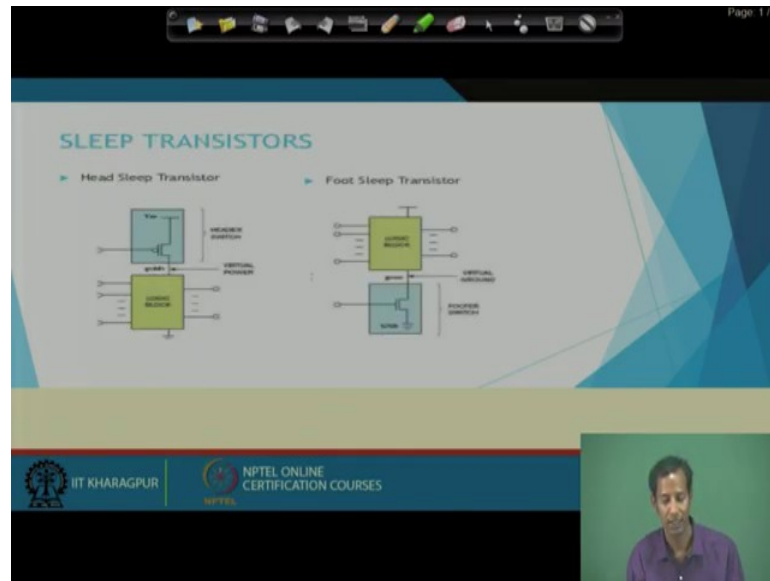 Page: 1/
SLEEP TRANSISTORS
Head Sleep Transistor
Foot Sleep Transistor
HEADER
SWITCH
VIRTUAL
POWER
LOGIC
BLOCK
LOGIC
BLOCK
VIRTUAL
GROUND
FOOTER
SWITCH
IIT KHARAGPUR
NPTEL
NPTEL ONLINE
CERTIFICATION COURSES